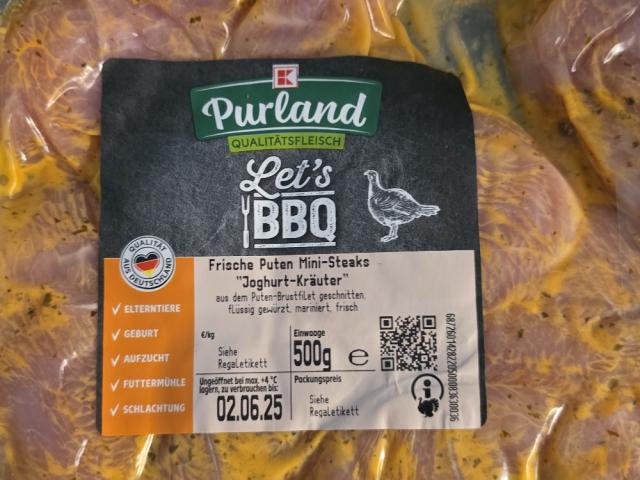 K
Purland
QUALITÄTSFLEISCH
Let's
BBQ
QUALITÄT
AUS DEUTSCHLAND
ELTERNTIERE
GEBURT
AUFZUCHT
FUTTERMÜHLE
SCHLACHTUNG
Frische Puten Mini-Steaks
"Joghurt-Kräuter"
aus dem Puten-Brustfilet geschnitten,
flüssig gewürzt, mariniert, frisch
€/kg
Siehe
RegaLetikett
Einwaage
500g e
Ungeöffnet bei max. +4 °C
lagern, zu verbrauchen bis:
02.06.25
Packungspreis
Siehe
RegaLetikett